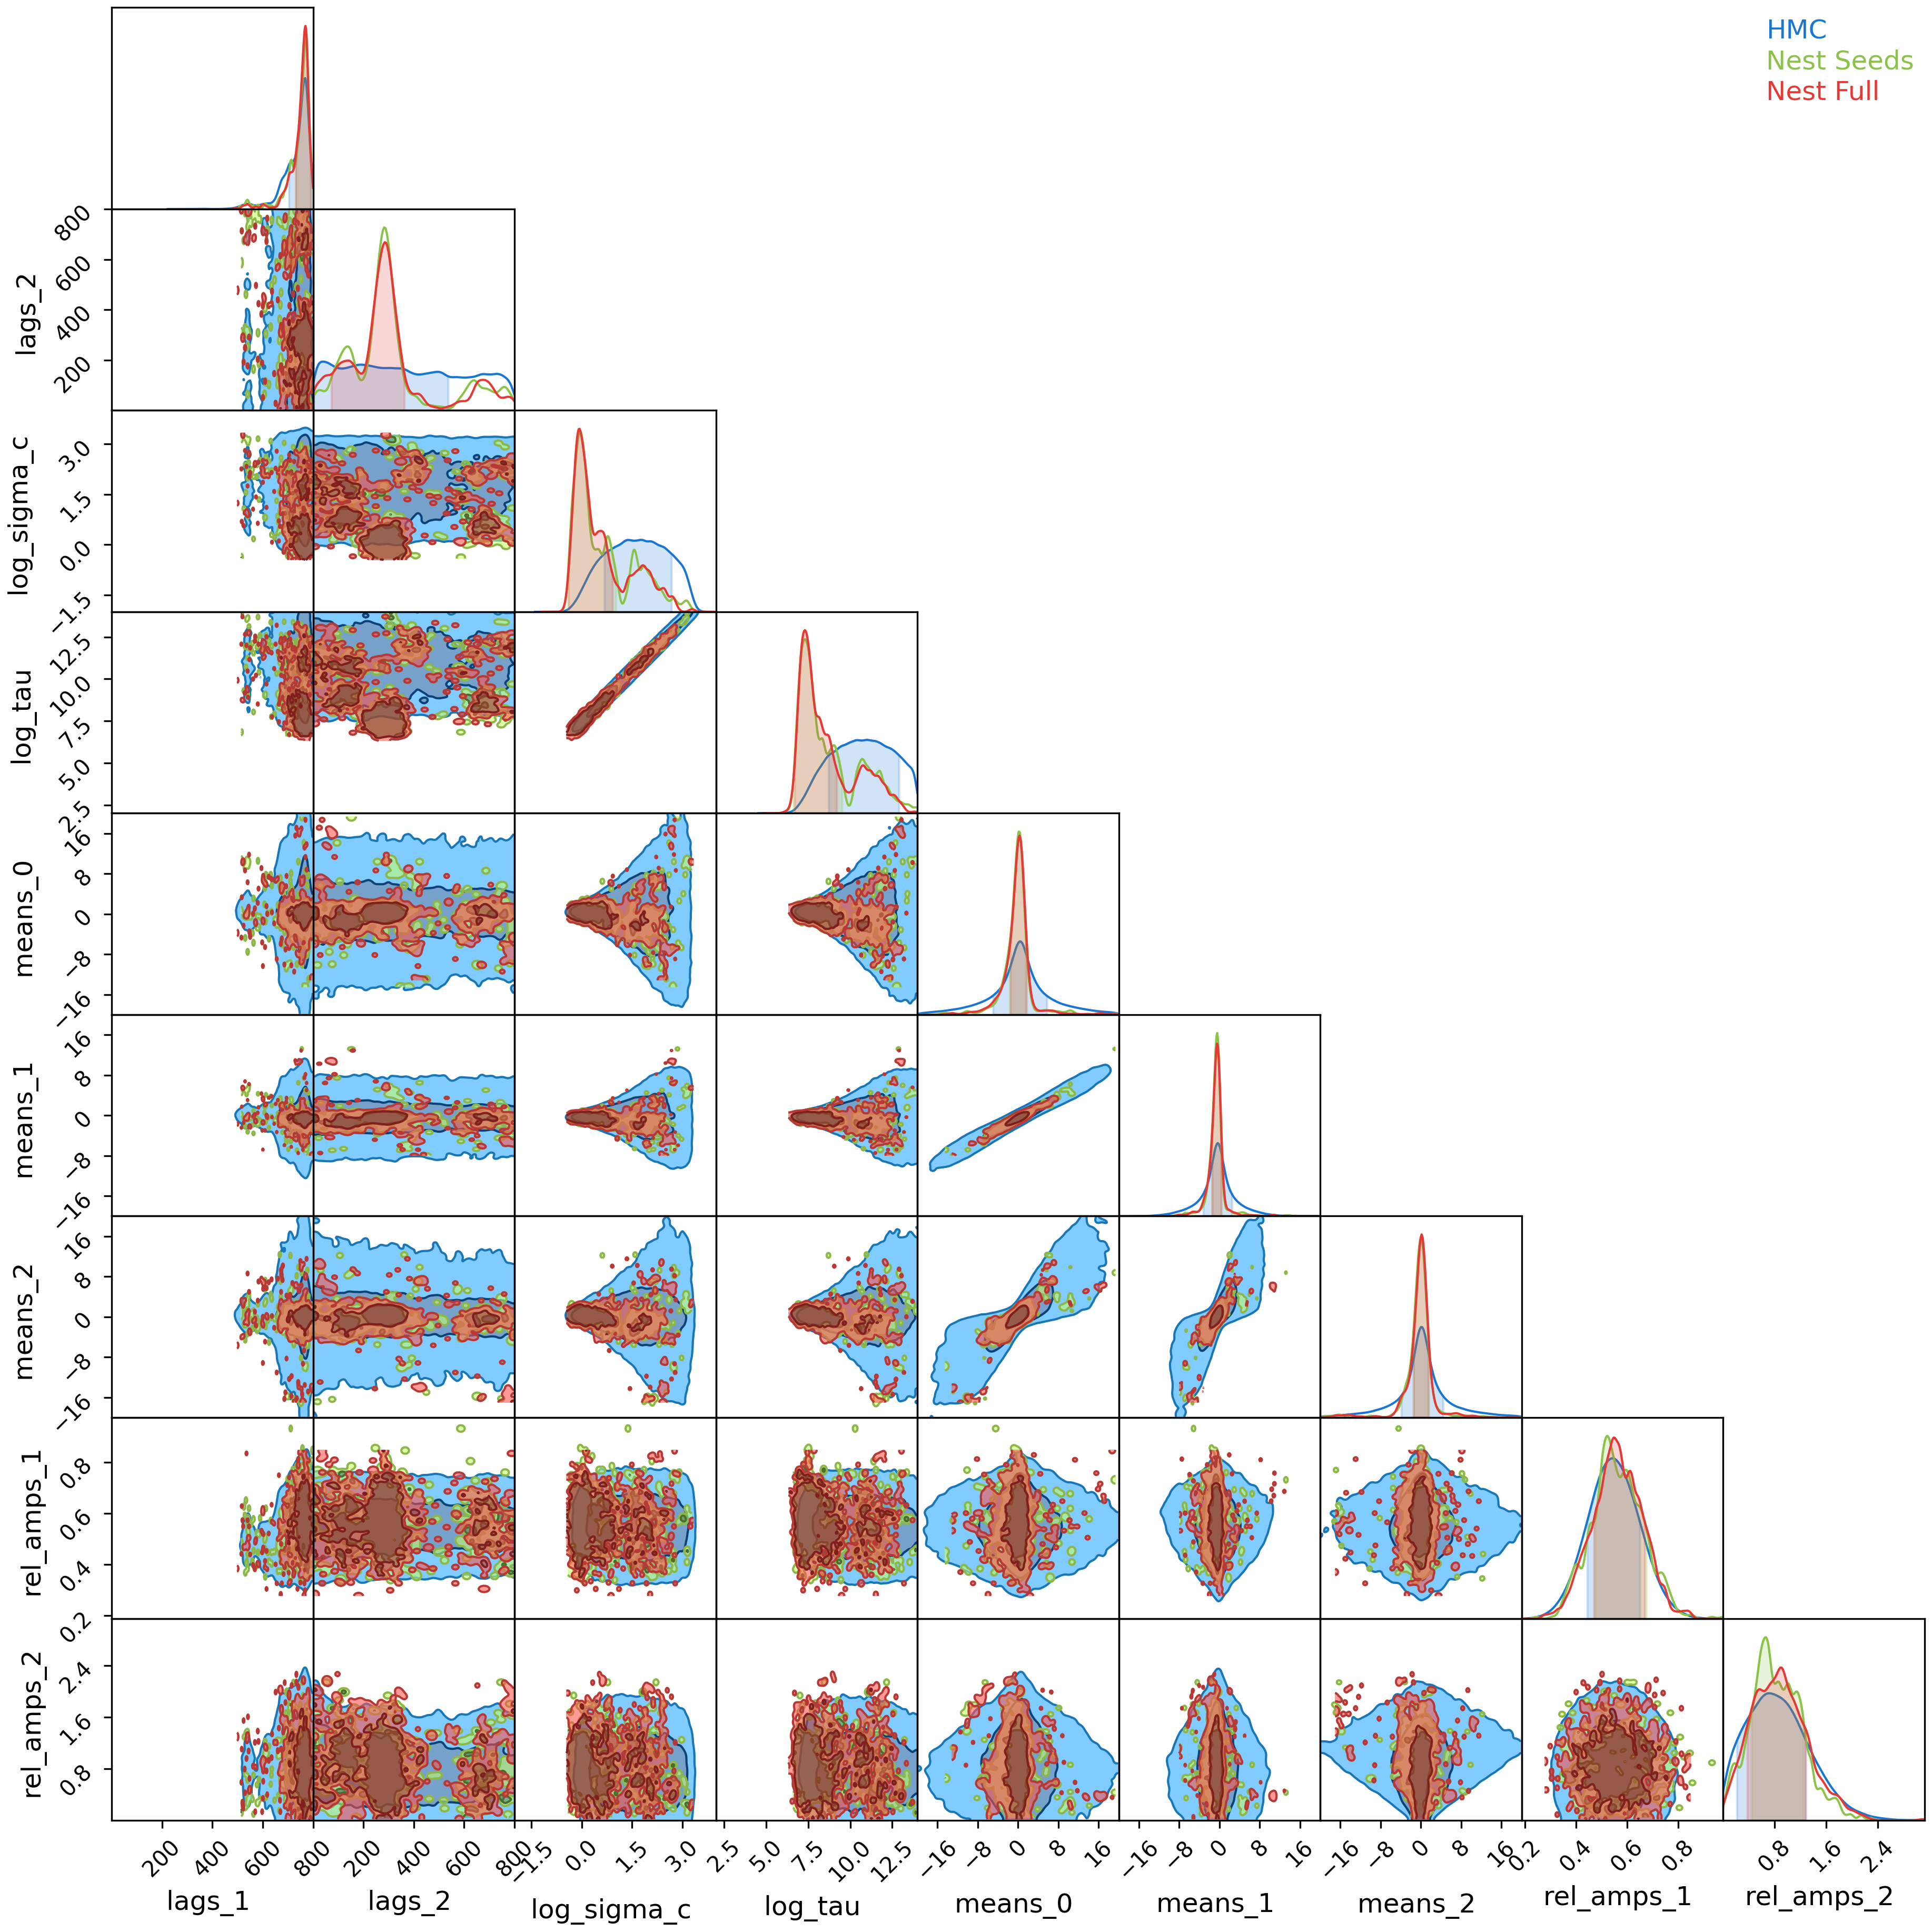 HMC
Nest Seeds
Nest Full
800
600
400
200
lags_2
3.0
1.5
0.0
−1.5
log_sigma_c
12.5
10.0
7.5
5.0
2.5
log_tau
16
8
0
−8
−16
means_0
16
8
0
−8
−16
means_1
16
8
0
−8
−16
means_2
0.8
0.6
0.4
0.2
rel_amps_1
2.4
1.6
0.8
rel_amps_2
200 400 600 800 200 400 600 800 −1.5 0.0 1.5 3.0 2.5 5.0 7.5 10.0 12.5 −16 −8 0 8 16 −16 −8 0 8 16 −16 −8 0 8 16 0.2 0.4 0.6 0.8 0.8 1.6 2.4
lags_1 lags_2 log_sigma_c log_tau means_0 means_1 means_2 rel_amps_1 rel_amps_2